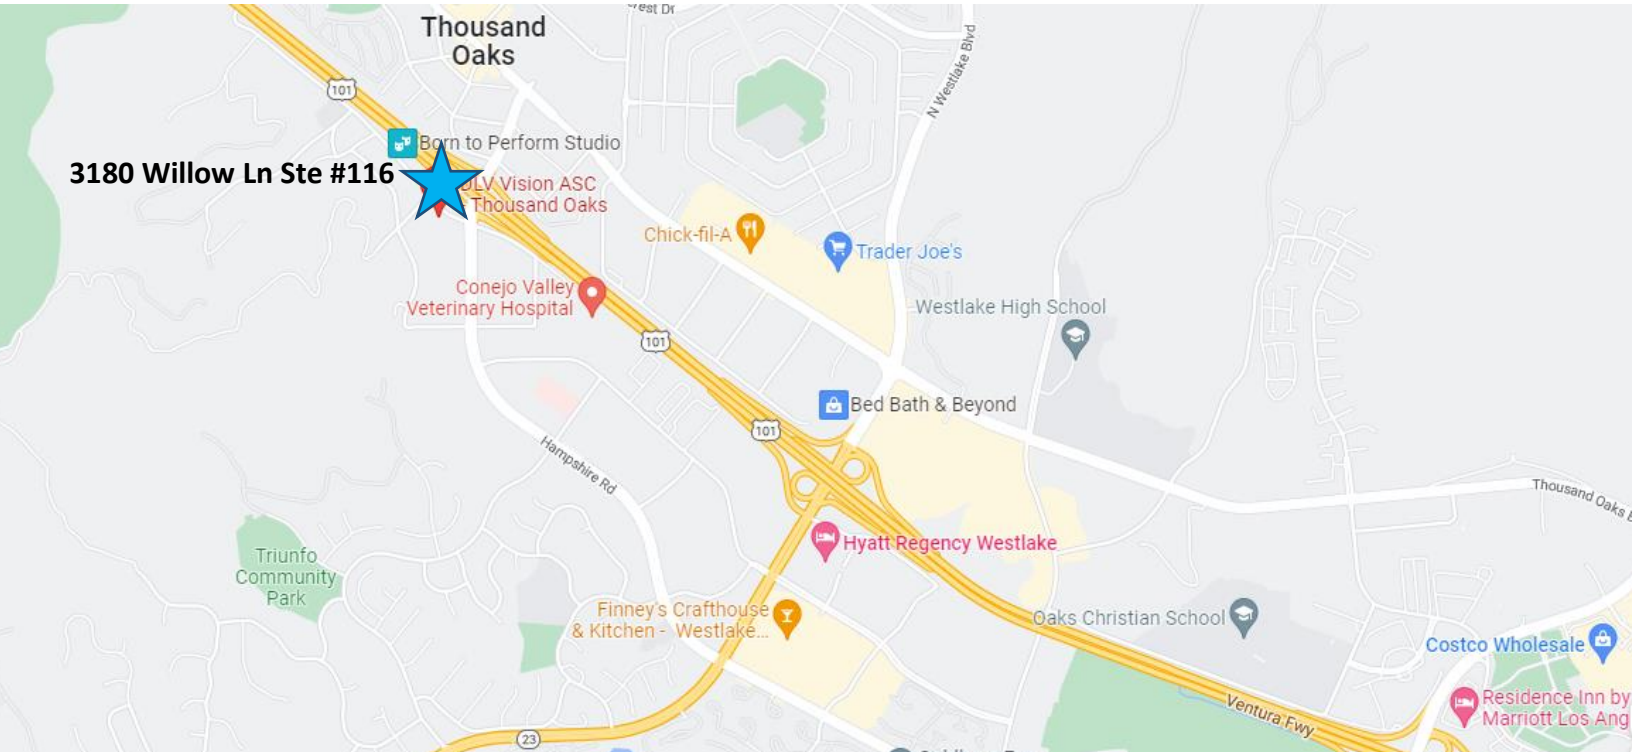 Thousand
Oaks
N Westlake Blvd
101
Born to Perform Studio
3180 Willow Ln Ste #116
DLV Vision ASC
- Thousand Oaks
Chick-fil-A
Trader Joe's
Conejo Valley
Veterinary Hospital
Westlake High School
101
Bed Bath & Beyond
101
Hampshire Rd
Thousand Oaks
Hyatt Regency Westlake
Triunfo
Community
Park
Finney's Crafthouse
& Kitchen - Westlake...
Oaks Christian School
Costco Wholesale
Residence Inn by
Marriott Los Ang
Ventura Fwy
23